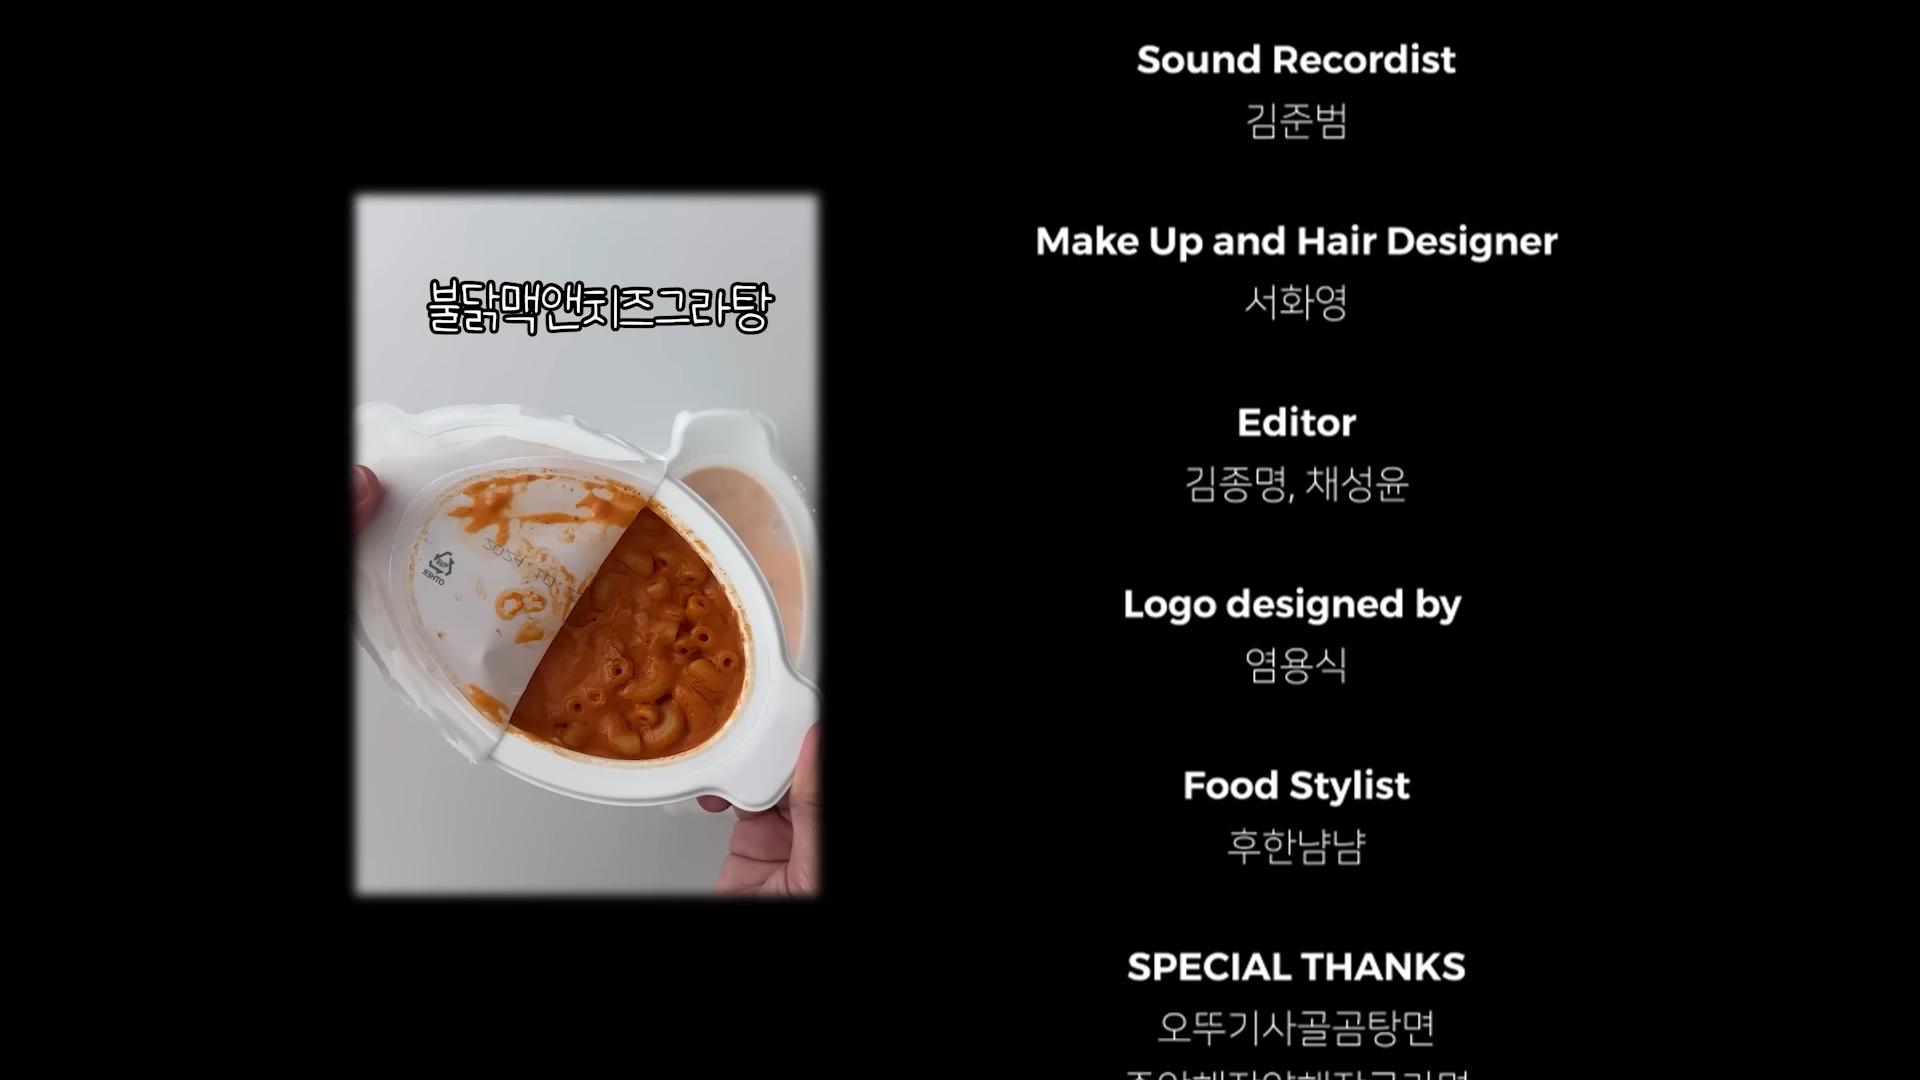 불닭맥앤치즈그라탕
OTHER
Sound Recordist
김준범
Make Up and Hair Designer
서화영
Editor
김종명, 채성윤
Logo designed by
염용식
Food Stylist
후한냠냠
SPECIAL THANKS
오뚜기사골곰탕면